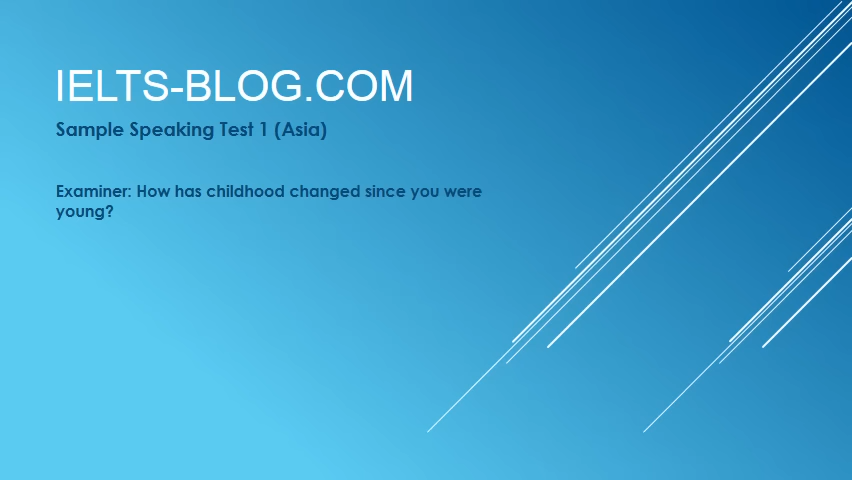 IELTS-BLOG.COM
Sample Speaking Test 1 (Asia)
Examiner: How has childhood changed since you were
young?